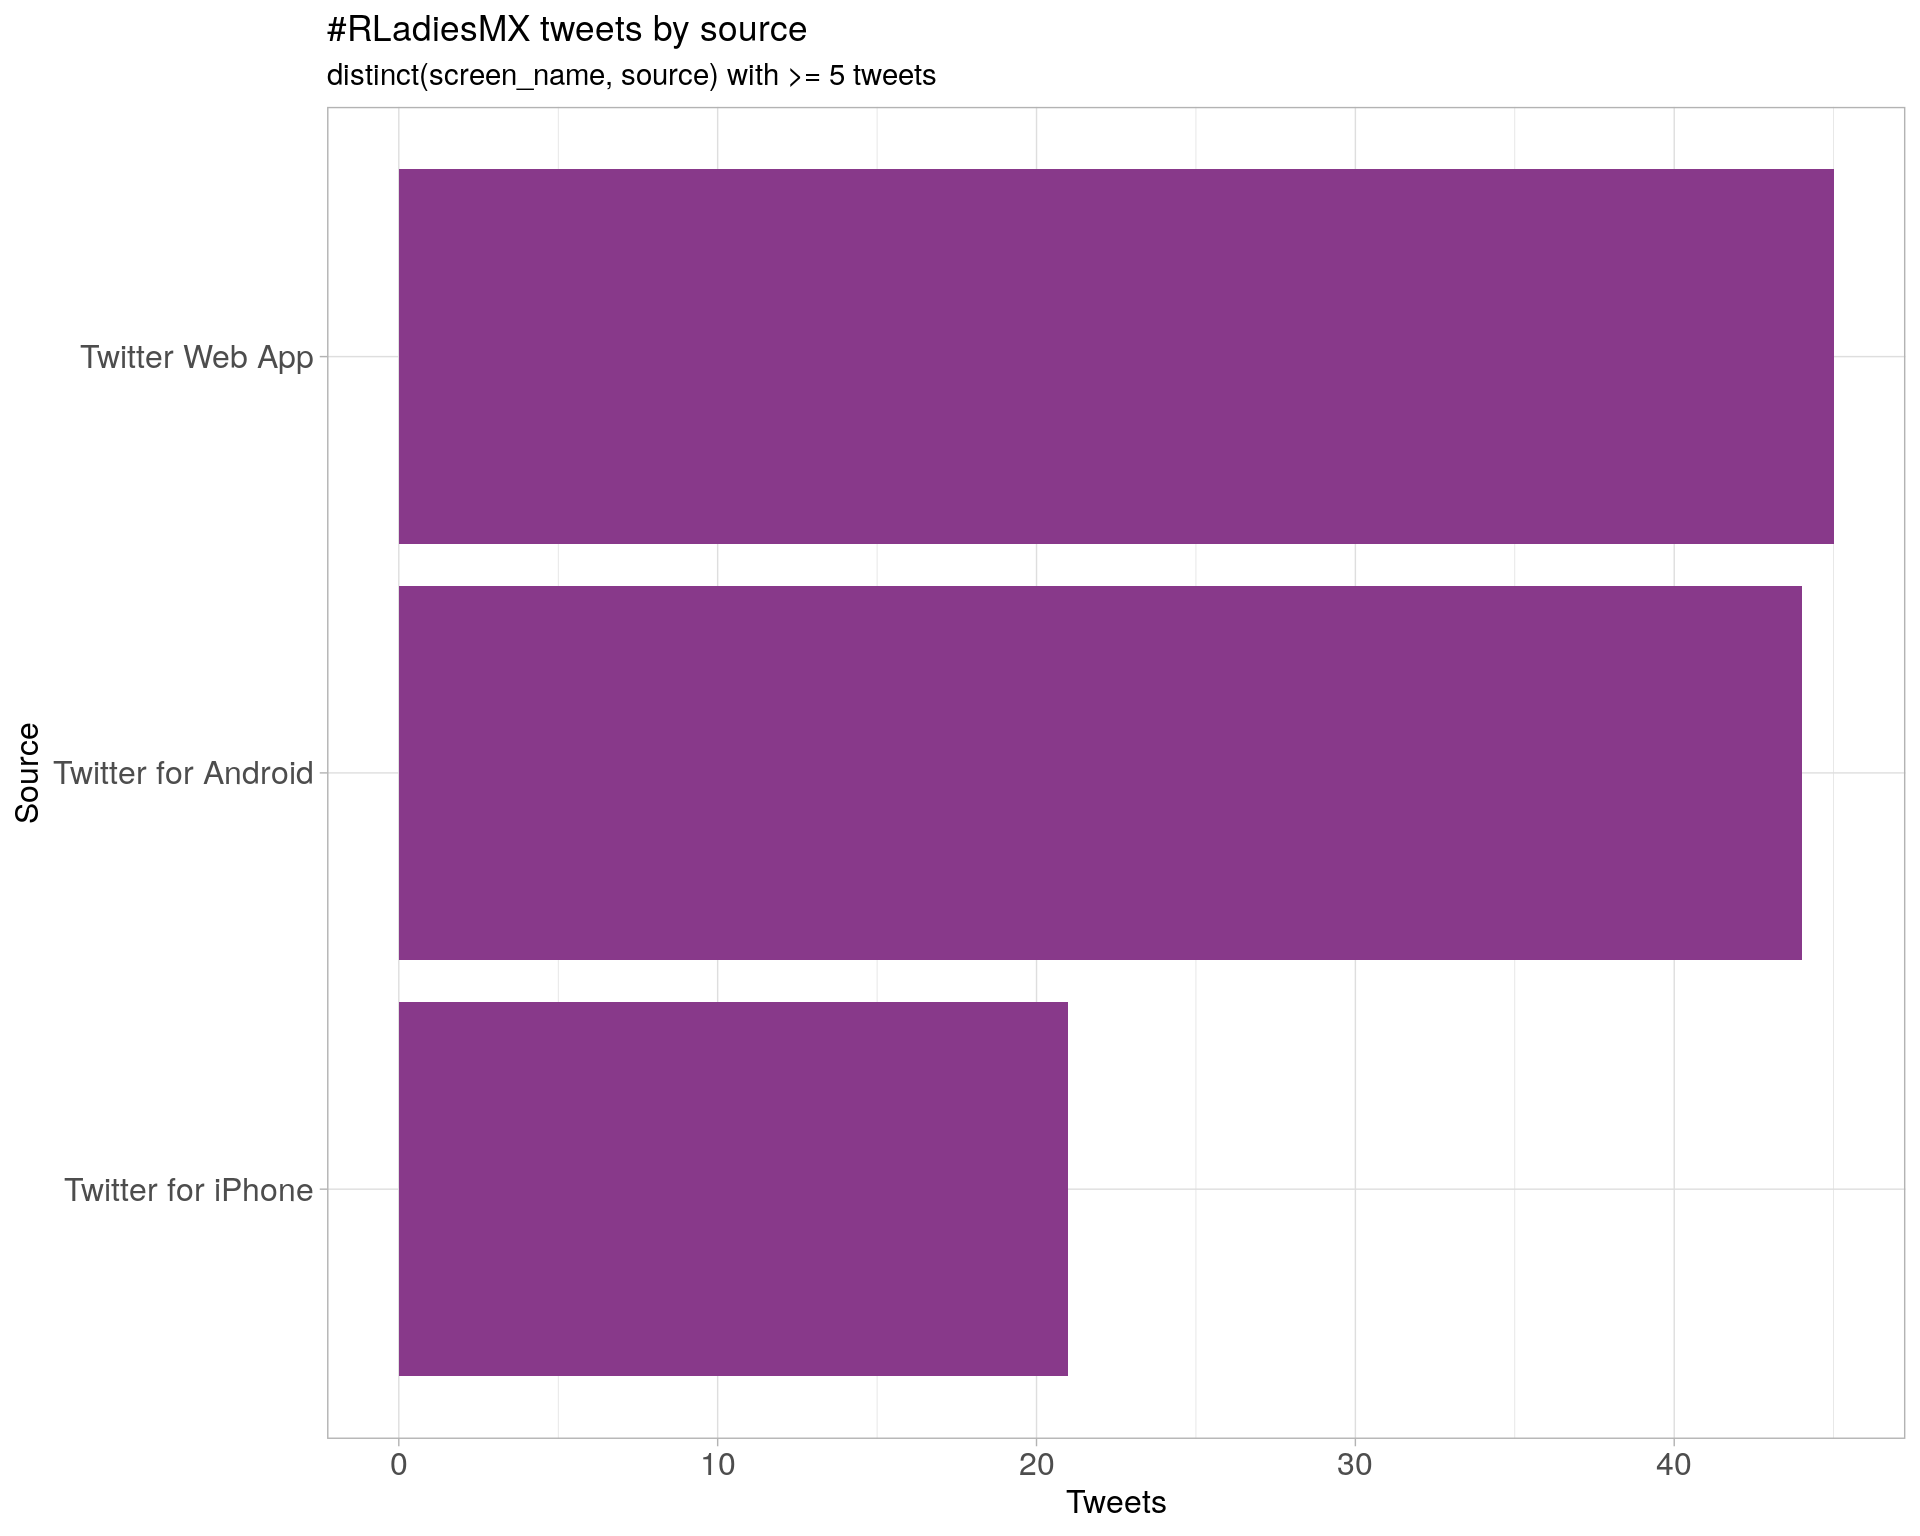 #RLadiesMX tweets by source
distinct(screen_name, source) with >= 5 tweets
Source
Twitter Web App
Twitter for Android
Twitter for iPhone
0 10 20 30 40
Tweets